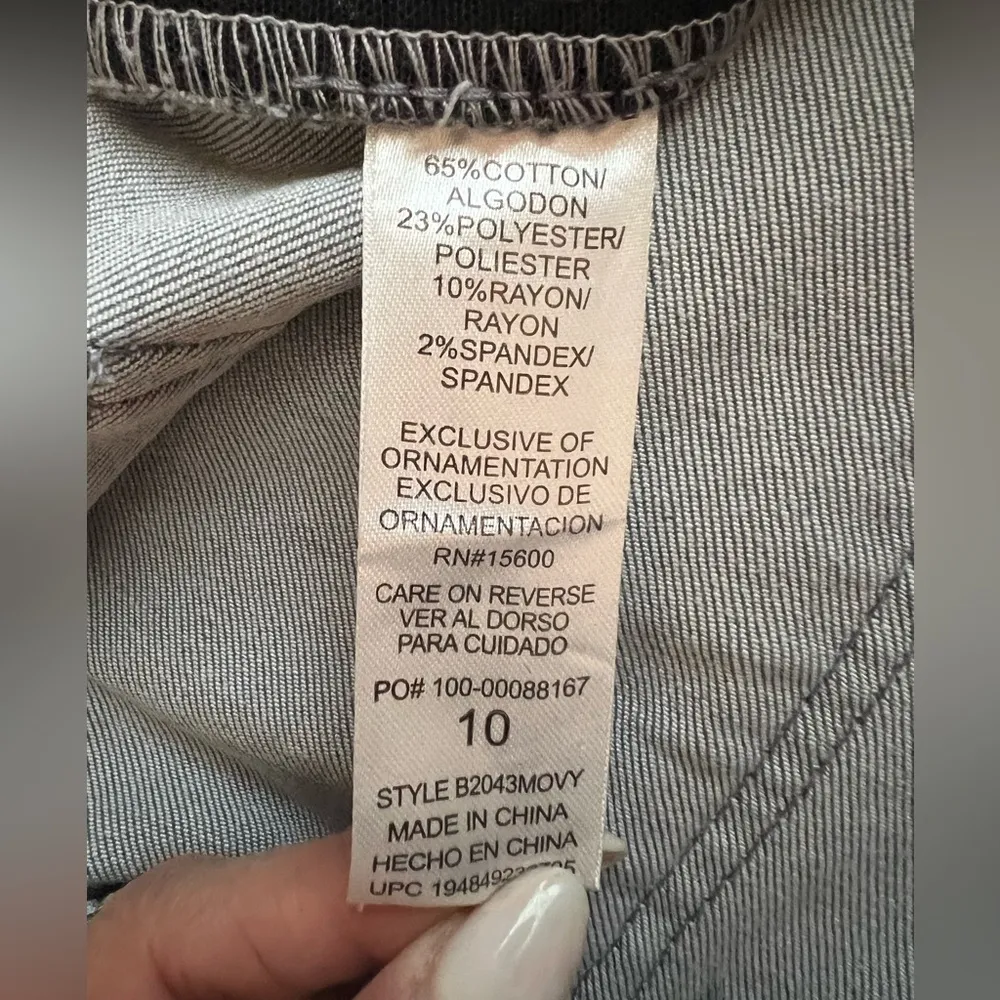 65%COTTON/
ALGODON
23%POLYESTER/
POLIESTER
10%RAYON/
RAYON
2%SPANDEX/
SPANDEX
EXCLUSIVE OF
ORNAMENTATION
EXCLUSIVO DE
ORNAMENTACION
RN#15600
CARE ON REVERSE
VER AL DORSO
PARA CUIDADO
PO# 100-00088167
10
STYLE B2043MOVY
MADE IN CHINA
HECHO EN CHINA
UPC